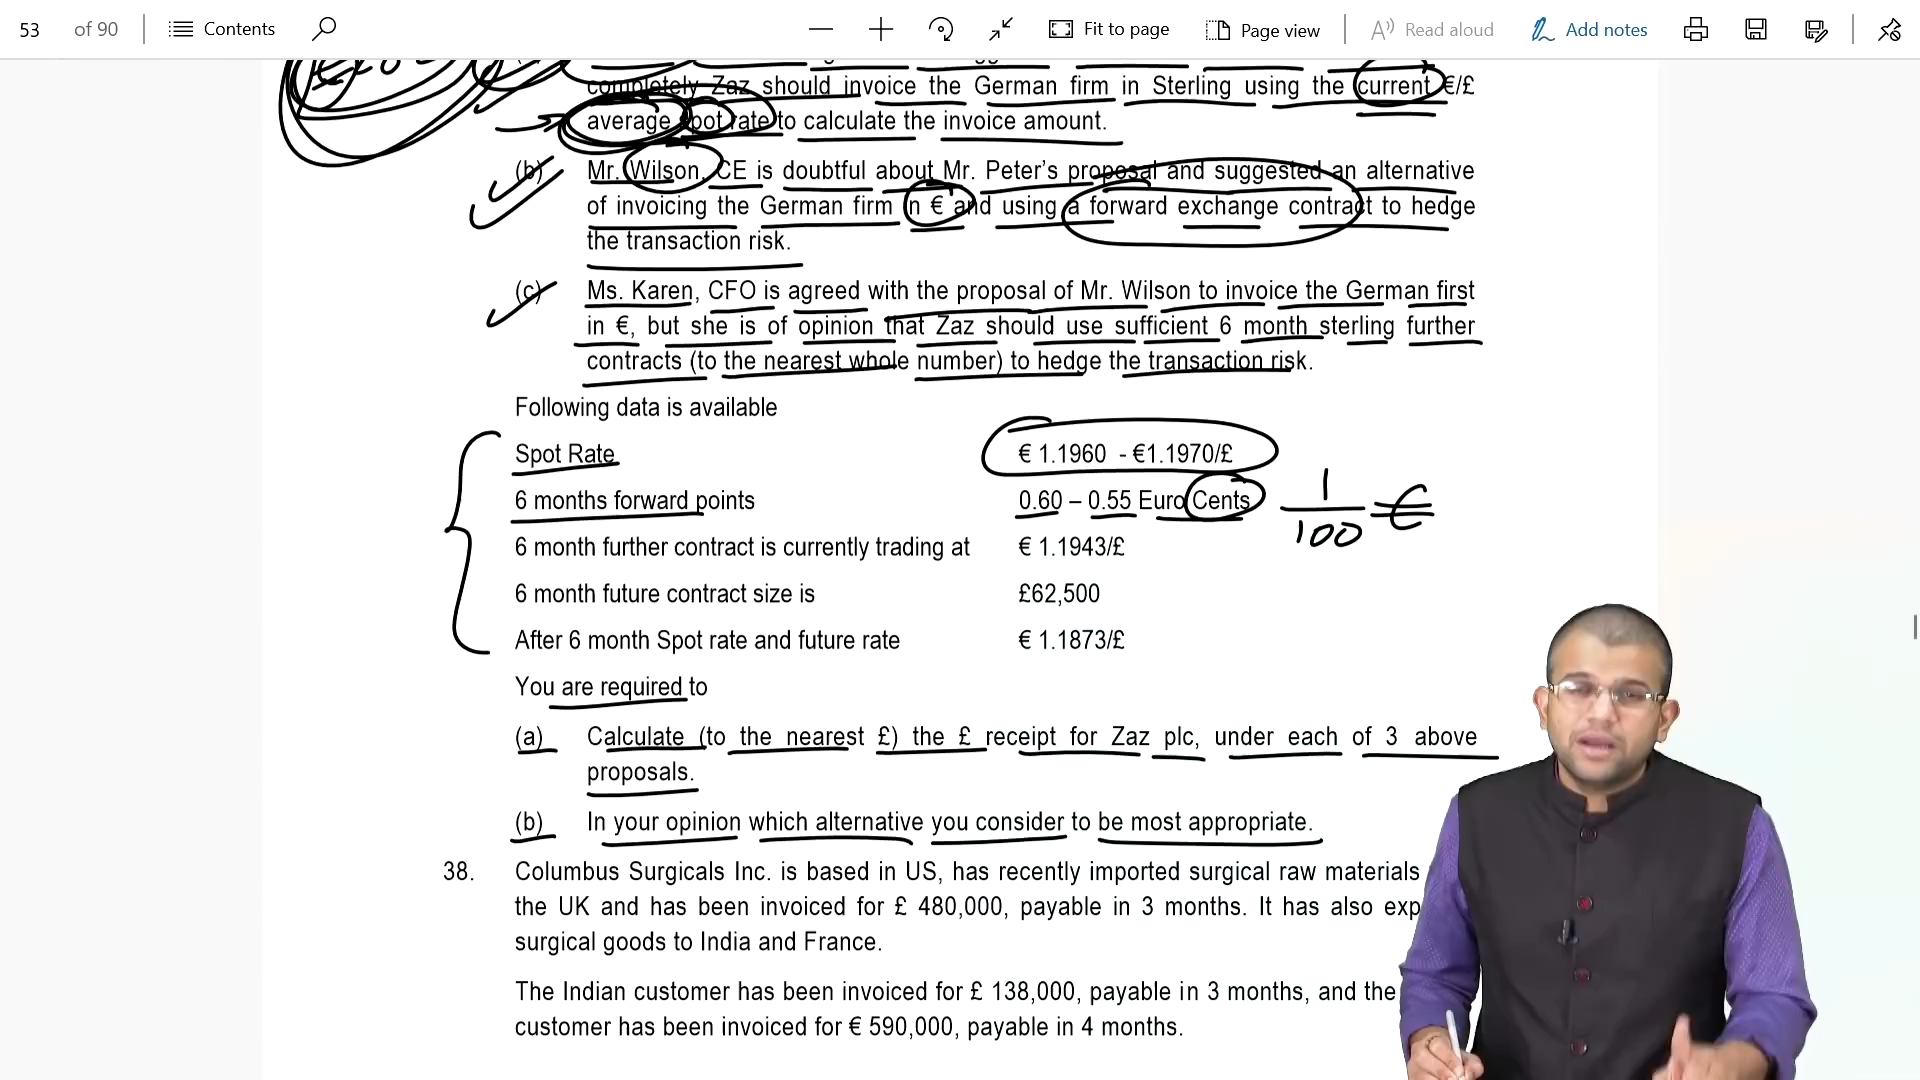 53 of 90 Contents Fit to page Page view Read aloud Add notes
completely Zaz should invoice the German firm in Sterling using the current €/£
average spot rate to calculate the invoice amount.
(b) Mr. Wilson, CE is doubtful about Mr. Peter’s proposal and suggested an alternative
of invoicing the German firm in € and using a forward exchange contract to hedge
the transaction risk.
(c) Ms. Karen, CFO is agreed with the proposal of Mr. Wilson to invoice the German first
in €, but she is of opinion that Zaz should use sufficient 6 month sterling further
contracts (to the nearest whole number) to hedge the transaction risk.
Following data is available
Spot Rate € 1.1960 - €1.1970/£
6 months forward points 0.60 – 0.55 Euro Cents 1/100 €
6 month further contract is currently trading at € 1.1943/£
6 month future contract size is £62,500
After 6 month Spot rate and future rate € 1.1873/£
You are required to
(a) Calculate (to the nearest £) the £ receipt for Zaz plc, under each of 3 above
proposals.
(b) In your opinion which alternative you consider to be most appropriate.
38. Columbus Surgicals Inc. is based in US, has recently imported surgical raw materials
the UK and has been invoiced for £ 480,000, payable in 3 months. It has also exp
surgical goods to India and France.
The Indian customer has been invoiced for £ 138,000, payable in 3 months, and the
customer has been invoiced for € 590,000, payable in 4 months.